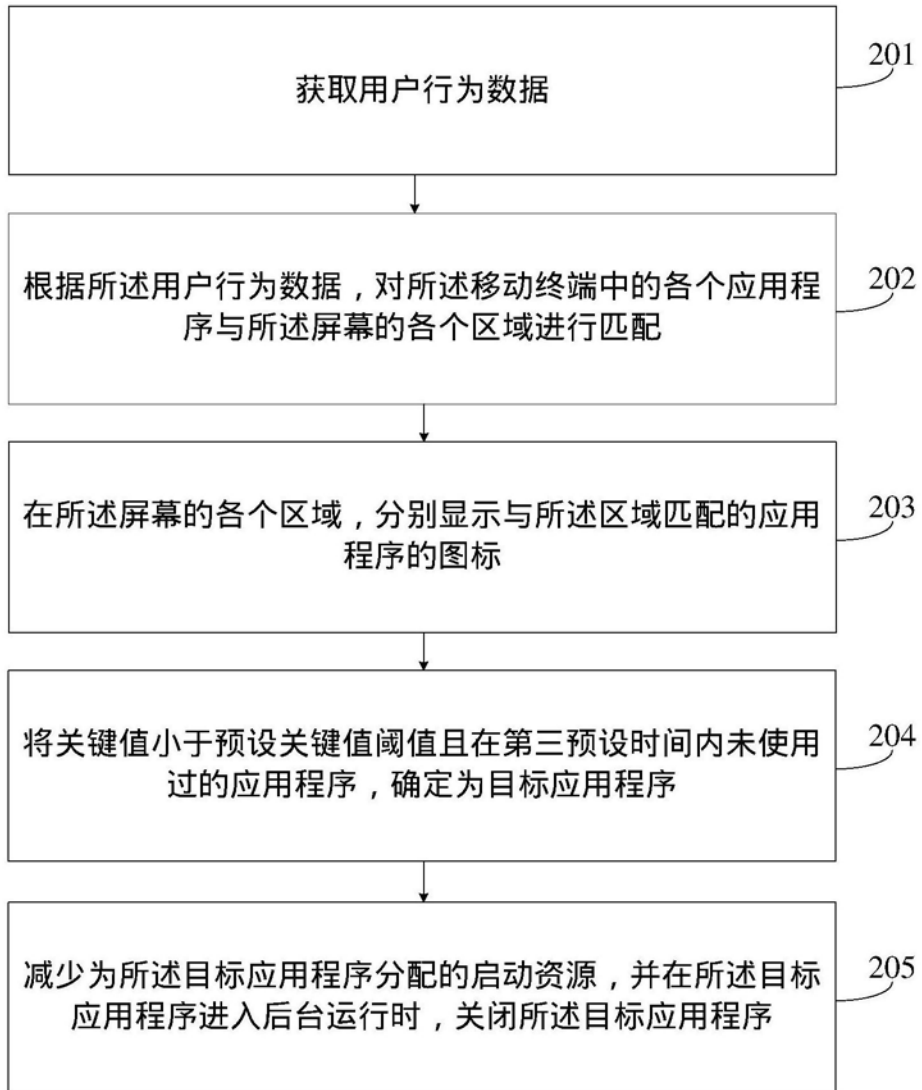 获取用户行为数据
201
根据所述用户行为数据，对所述移动终端中的各个应用程
序与所述屏幕的各个区域进行匹配
202
在所述屏幕的各个区域，分别显示与所述区域匹配的应用
程序的图标
203
将关键值小于预设关键值阈值且在第三预设时间内未使用
过的应用程序，确定为目标应用程序
204
减少为所述目标应用程序分配的启动资源，并在所述目标
应用程序进入后台运行时，关闭所述目标应用程序
205